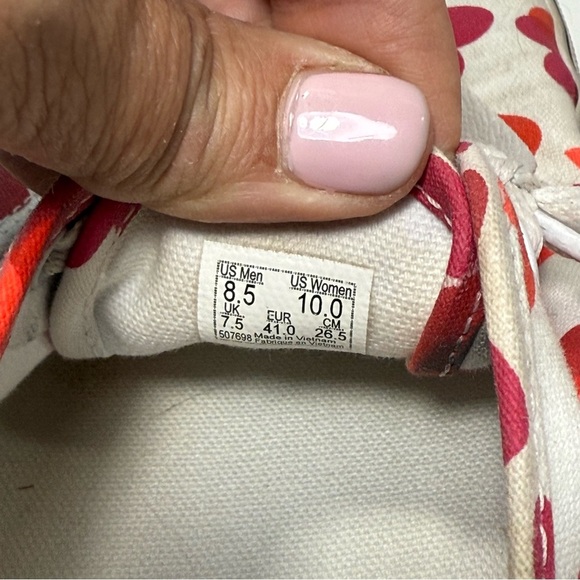 US Men US Women
8.5 10.0
UK EUR CM
7.5 41.0 26.5
507698 Made in Vietnam
Fabriqué en Vietnam